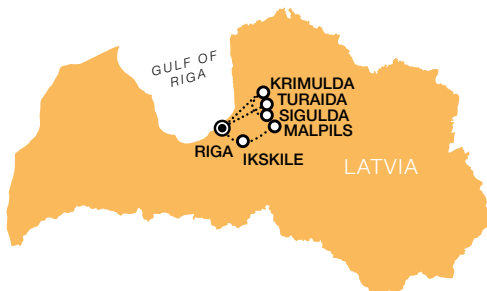 GULF OF
RIGA
KRIMULDA
TURAIDA
SIGULDA
MALPILS
RIGA
IKSKILE
LATVIA